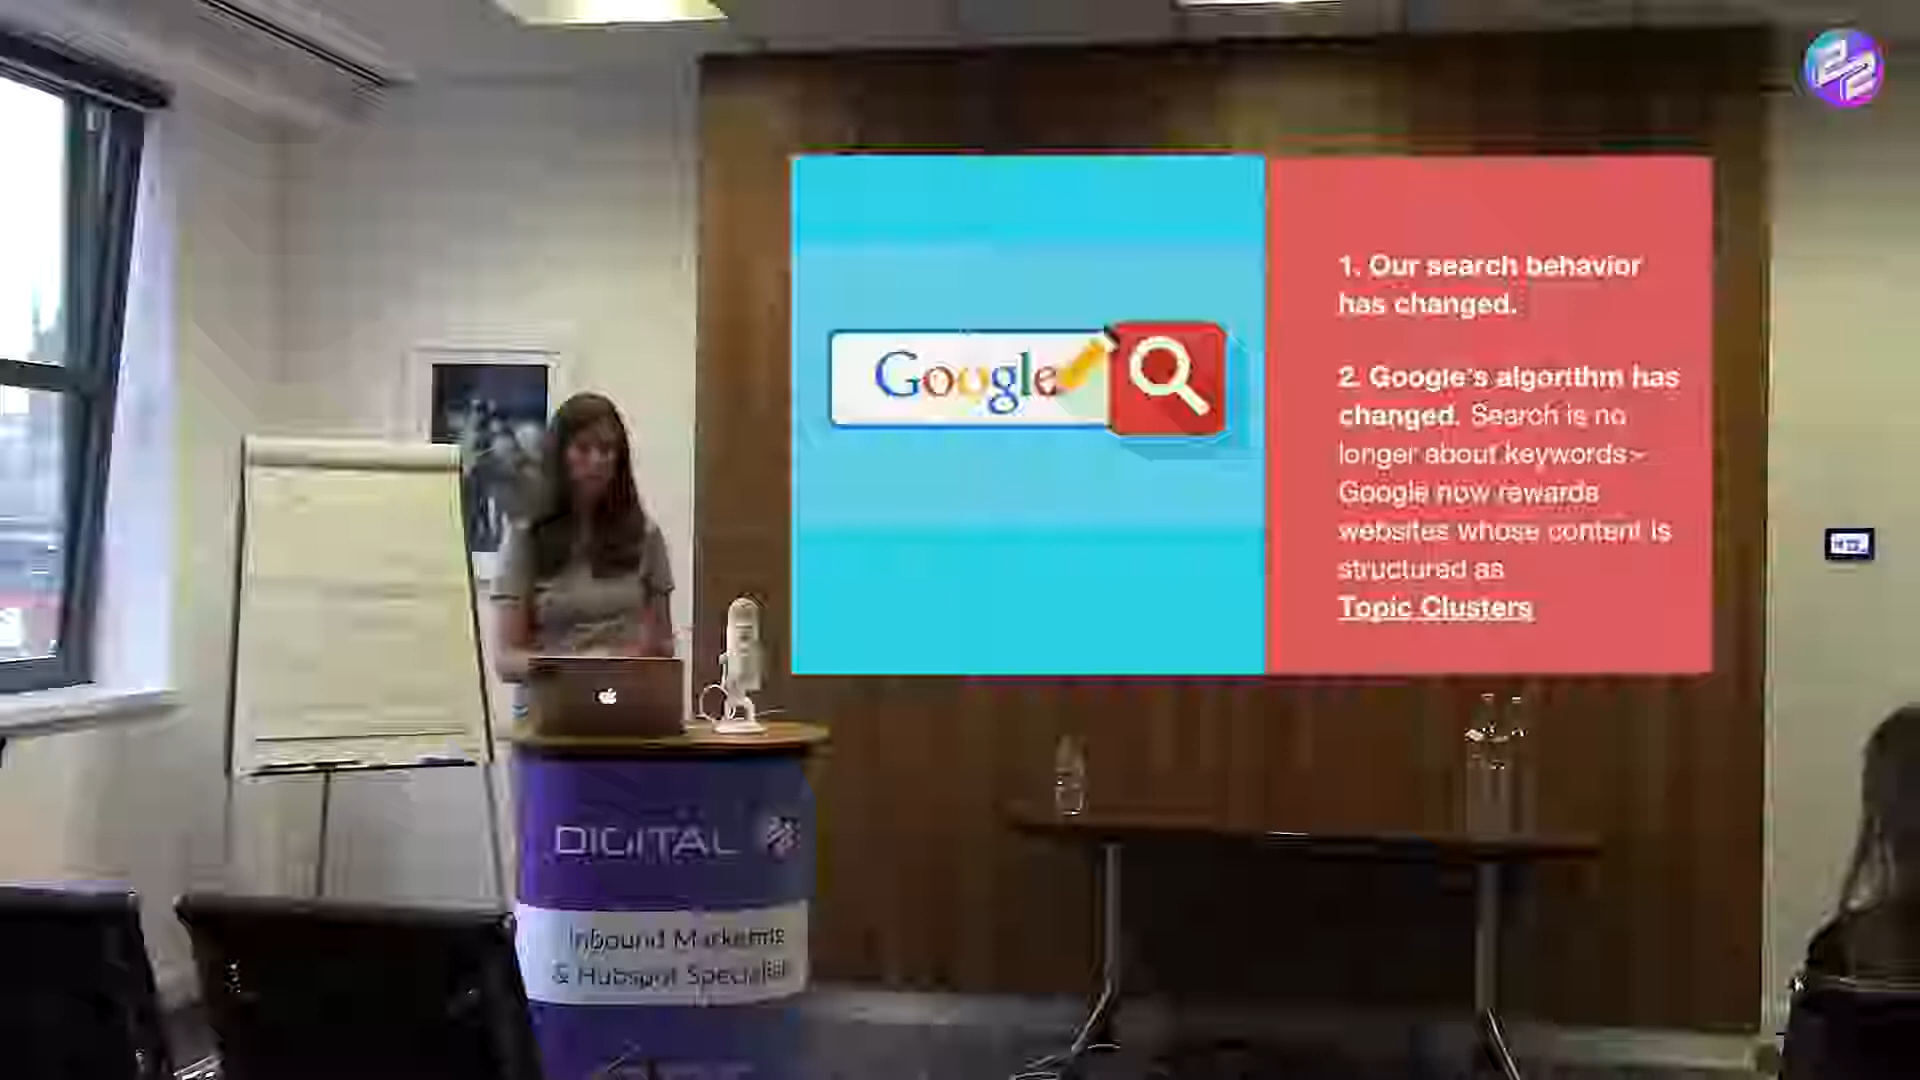 Google
1. Our search behavior
has changed.
2. Google's algorithm has
changed. Search is no
longer about keywords-
Google now rewards
websites whose content is
structured as
Topic Clusters
DIGITAL
Inbound Marketing
& Hubspot Specialist